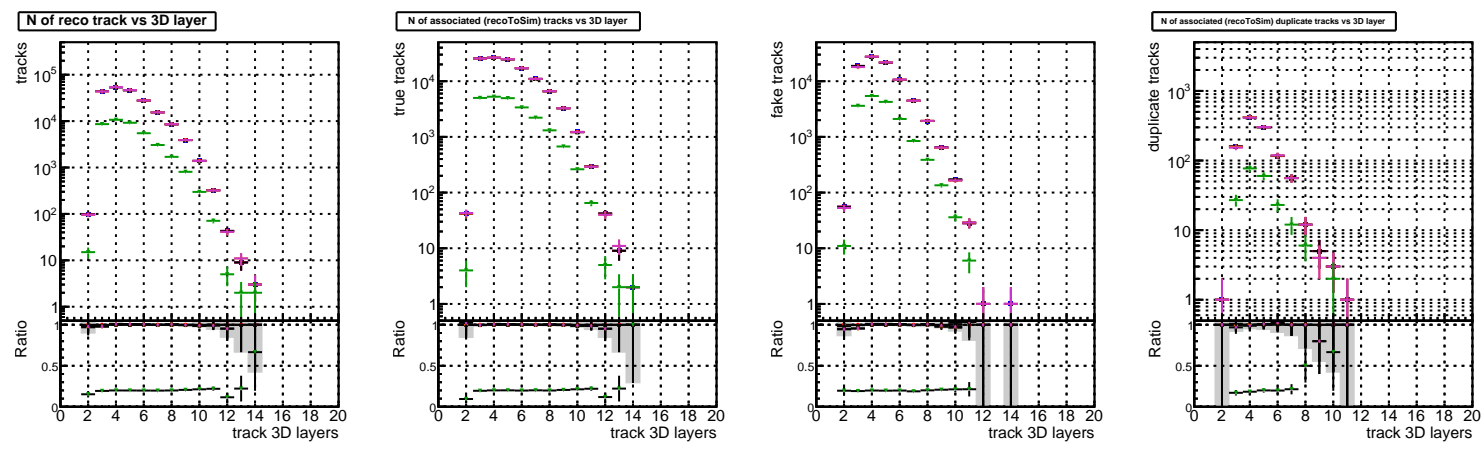 N of reco track vs 3D layer
tracks
10^5
10^4
10^3
10^2
10
1
Ratio
1
0.5
0
0 2 4 6 8 10 12 14 16 18 20
track 3D layers
N of associated (recoToSim) tracks vs 3D layer
true tracks
10^4
10^3
10^2
10
1
Ratio
1
0.5
0
0 2 4 6 8 10 12 14 16 18 20
track 3D layers
fake tracks
10^4
10^3
10^2
10
1
Ratio
1
0.5
0
0 2 4 6 8 10 12 14 16 18 20
track 3D layers
N of associated (recoToSim) duplicate tracks vs 3D layer
duplicate tracks
10^3
10^2
10
1
Ratio
1
0.5
0
0 2 4 6 8 10 12 14 16 18 20
track 3D layers